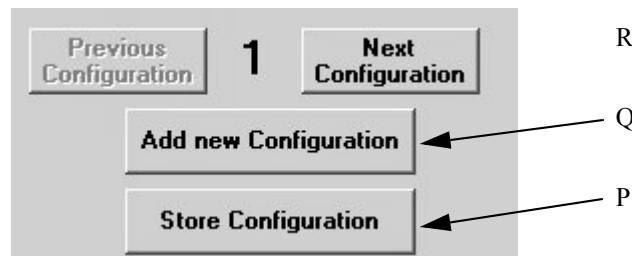 Previous Configuration 1 Next Configuration R
Add new Configuration Q
Store Configuration P